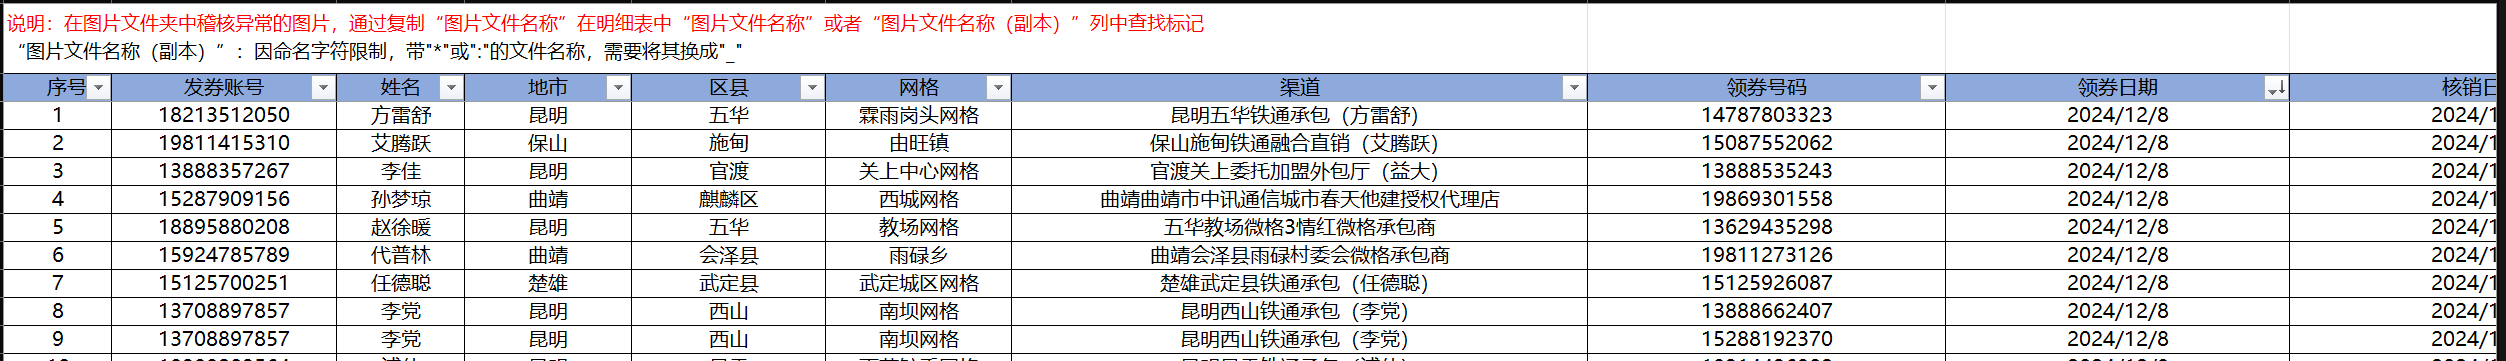 说明：在图片文件夹中稽核异常的图片，通过复制“图片文件名称”在明细表中“图片文件名称”或者“图片文件名称（副本）”列中查找标记
“图片文件名称（副本）”：因命名字符限制，带"*"或":"的文件名称，需要将其换成"_"
序号 发券账号 姓名 地市 区县 网格 渠道 领券号码 领券日期 核销日
1 18213512050 方雷舒 昆明 五华 霖雨岗头网格 昆明五华铁通承包（方雷舒） 14787803323 2024/12/8 2024/1
2 19811415310 艾腾跃 保山 施甸 由旺镇 保山施甸铁通融合直销（艾腾跃） 15087552062 2024/12/8 2024/1
3 13888357267 李佳 昆明 官渡 关上中心网格 官渡关上委托加盟外包厅（益大） 13888535243 2024/12/8 2024/1
4 15287909156 孙梦琼 曲靖 麒麟区 西城网格 曲靖曲靖市中讯通信城市春天他建授权代理店 19869301558 2024/12/8 2024/1
5 18895880208 赵徐暖 昆明 五华 教场网格 五华教场微格3情红微格承包商 13629435298 2024/12/8 2024/1
6 15924785789 代普林 曲靖 会泽县 雨碌乡 曲靖会泽县雨碌村委会微格承包商 19811273126 2024/12/8 2024/1
7 15125700251 任德聪 楚雄 武定县 武定城区网格 楚雄武定县铁通承包（任德聪） 15125926087 2024/12/8 2024/1
8 13708897857 李党 昆明 西山 南坝网格 昆明西山铁通承包（李党） 13888662407 2024/12/8 2024/1
9 13708897857 李党 昆明 西山 南坝网格 昆明西山铁通承包（李党） 15288192370 2024/12/8 2024/1